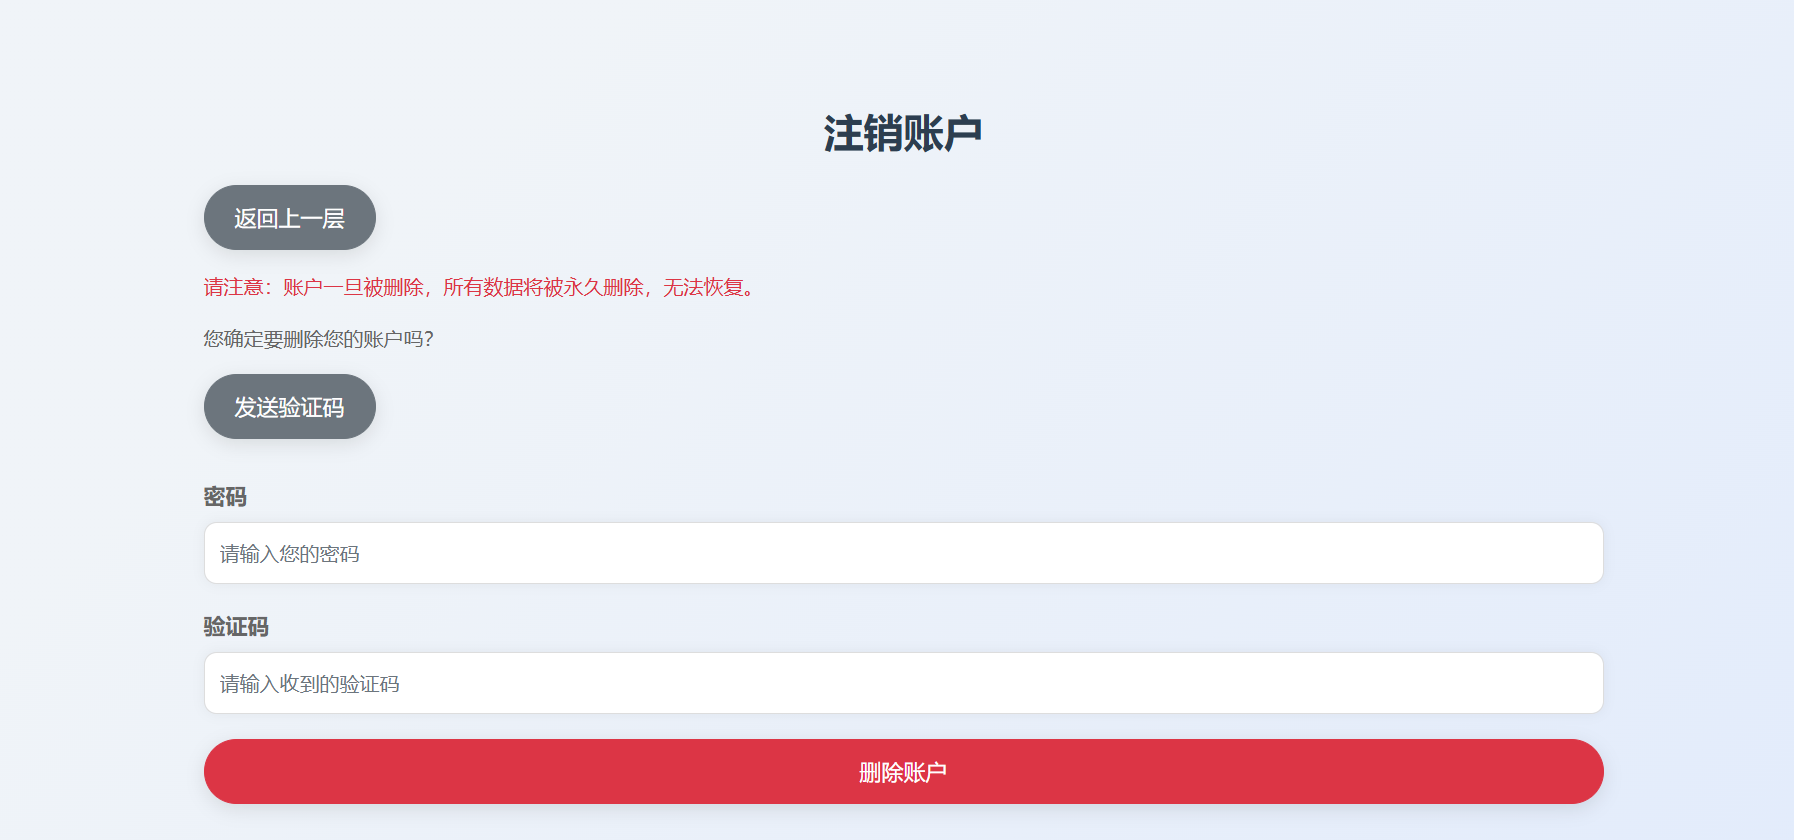 注销账户
返回上一层
请注意：账户一旦被删除，所有数据将被永久删除，无法恢复。
您确定要删除您的账户吗？
发送验证码
密码
请输入您的密码
验证码
请输入收到的验证码
删除账户